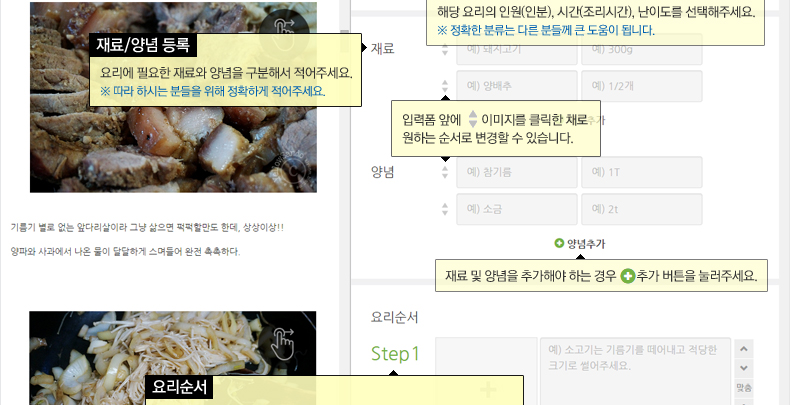 해당 요리의 인원(인분), 시간(조리시간), 난이도를 선택해주세요.
※ 정확한 분류는 다른 분들께 큰 도움이 됩니다.
재료/양념 등록
요리에 필요한 재료와 양념을 구분해서 적어주세요.
※ 따라 하시는 분들을 위해 정확하게 적어주세요.
재료
예) 돼지고기
예) 300g
예) 양배추
예) 1/2개
입력폼 앞에 이미지를 클릭한 채로
원하는 순서로 변경할 수 있습니다.
추가
양념
예) 참기름
예) 1T
예) 소금
예) 2t
양념추가
재료 및 양념을 추가해야 하는 경우 추가 버튼을 눌러주세요.
기름기 별로 없는 앞다리살이라 그냥 삶으면 퍽퍽할만도 한데, 상상이상!!
양파와 사과에서 나온 물이 달달하게 스며들어 완전 촉촉하다.
요리순서
Step1
예) 소고기는 기름기를 떼어내고 적당한
크기로 썰어주세요.
맞춤
요리순서